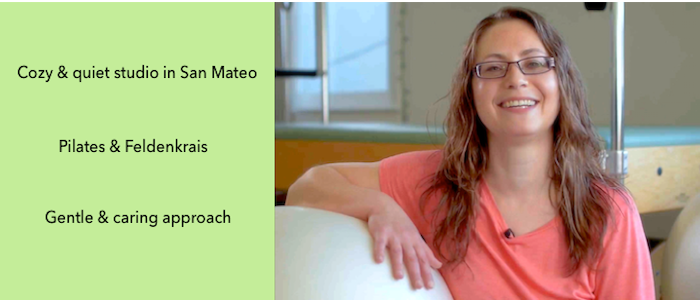 Cozy & quiet studio in San Mateo
Pilates & Feldenkrais
Gentle & caring approach